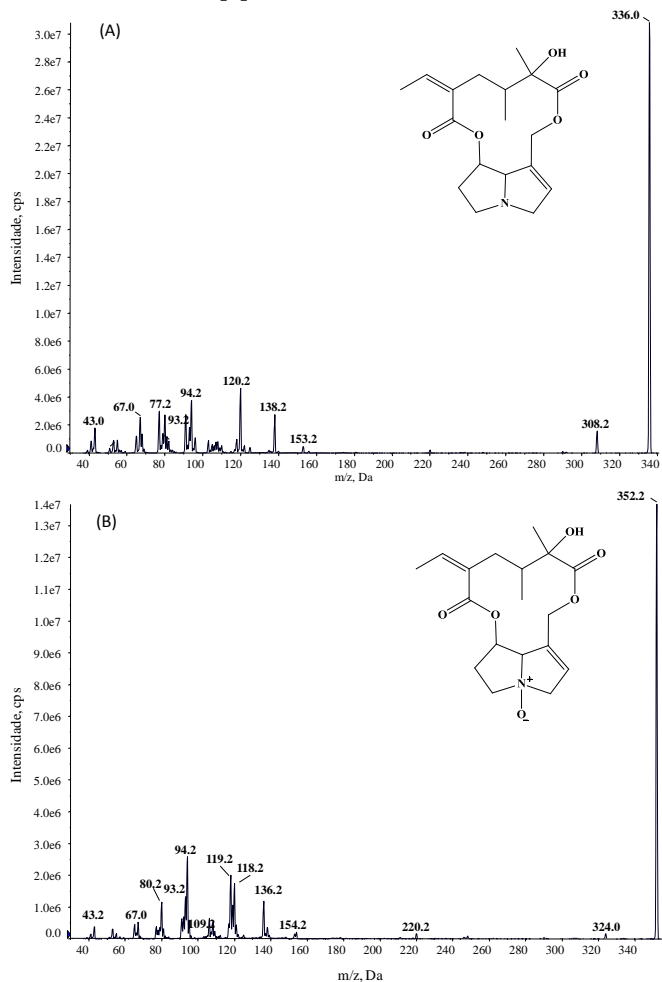 336.0
(A)
3.0e7
2.8e7
2.6e7
2.4e7
2.2e7
2.0e7
1.8e7
1.6e7
1.4e7
1.2e7
1.0e7
8.0e6
6.0e6
4.0e6
2.0e6
0.0
Intensidade, cps
OH
O
O
O
O
N
43.0
67.0
77.2
93.2
94.2
120.2
138.2
153.2
308.2
40 60 80 100 120 140 160 180 200 220 240 260 280 300 320 340
m/z, Da
352.2
(B)
1.4e7
1.3e7
1.2e7
1.1e7
1.0e7
9.0e6
8.0e6
7.0e6
6.0e6
5.0e6
4.0e6
3.0e6
2.0e6
1.0e6
0.0
Intensidade, cps
OH
O
O
O
O
N+
O−
43.2
67.0
80.2
93.2
94.2
109.2
119.2
118.2
136.2
154.2
220.2
324.0
40 60 80 100 120 140 160 180 200 220 240 260 280 300 320 340
m/z, Da